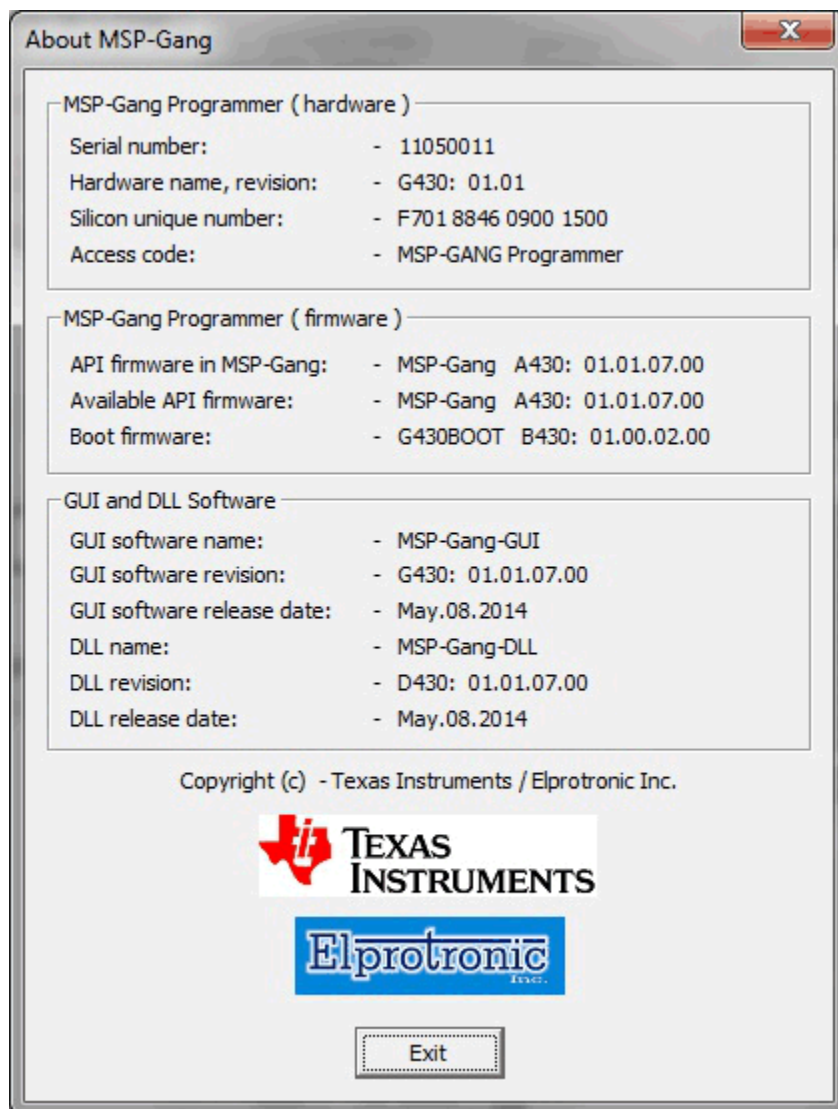 About MSP-Gang
MSP-Gang Programmer ( hardware )
Serial number: - 11050011
Hardware name, revision: - G430: 01.01
Silicon unique number: - F701 8846 0900 1500
Access code: - MSP-GANG Programmer
MSP-Gang Programmer ( firmware )
API firmware in MSP-Gang: - MSP-Gang A430: 01.01.07.00
Available API firmware: - MSP-Gang A430: 01.01.07.00
Boot firmware: - G430BOOT B430: 01.00.02.00
GUI and DLL Software
GUI software name: - MSP-Gang-GUI
GUI software revision: - G430: 01.01.07.00
GUI software release date: - May.08.2014
DLL name: - MSP-Gang-DLL
DLL revision: - D430: 01.01.07.00
DLL release date: - May.08.2014
Copyright (c) - Texas Instruments / Elprotronic Inc.
TEXAS
INSTRUMENTS
Elprotronic
Inc.
Exit